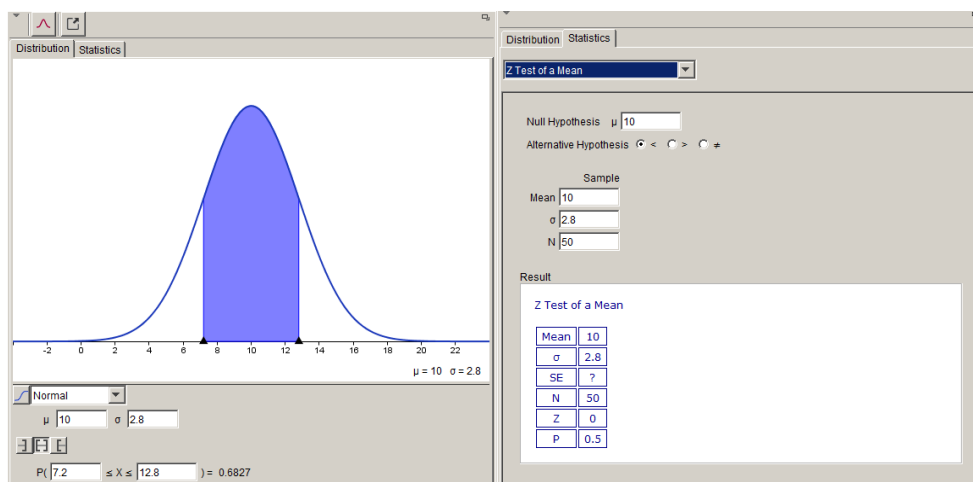 Distribution Statistics
-2 0 2 4 6 8 10 12 14 16 18 20 22
μ = 10 σ = 2.8
Normal
μ 10 σ 2.8
P( 7.2 ≤ X ≤ 12.8 ) = 0.6827
Distribution Statistics
Z Test of a Mean
Null Hypothesis μ 10
Alternative Hypothesis < > ≠
Sample
Mean 10
σ 2.8
N 50
Result
Z Test of a Mean
Mean 10
σ 2.8
SE ?
N 50
Z 0
P 0.5